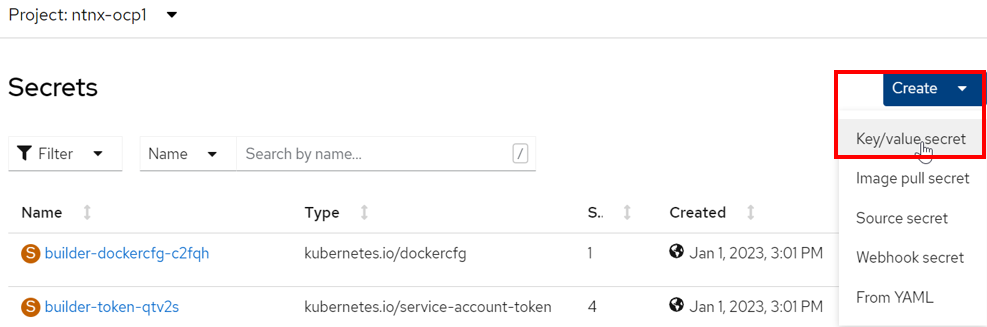 Project: ntnx-ocp1
Secrets
Create
Key/value secret
Image pull secret
Source secret
Webhook secret
From YAML
Filter
Name
Search by name...
/
Name Type S.. Created
S builder-dockercfg-c2fqh kubernetes.io/dockercfg 1 Jan 1, 2023, 3:01 PM
S builder-token-qtv2s kubernetes.io/service-account-token 4 Jan 1, 2023, 3:01 PM